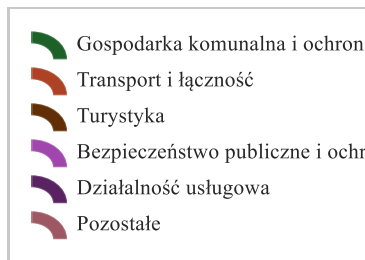 Gospodarka komunalna i ochron
Transport i łączność
Turystyka
Bezpieczeństwo publiczne i ochr
Działalność usługowa
Pozostałe